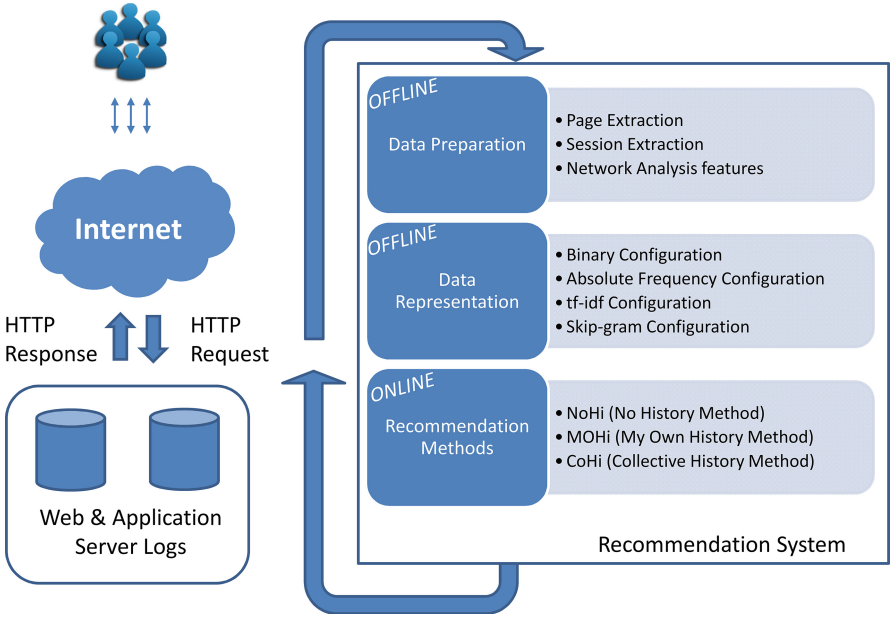 Internet
HTTP
Response
HTTP
Request
Web & Application
Server Logs
OFFLINE
Data Preparation
• Page Extraction
• Session Extraction
• Network Analysis features
OFFLINE
Data
Representation
• Binary Configuration
• Absolute Frequency Configuration
• tf-idf Configuration
• Skip-gram Configuration
ONLINE
Recommendation
Methods
• NoHi (No History Method)
• MOHi (My Own History Method)
• CoHi (Collective History Method)
Recommendation System